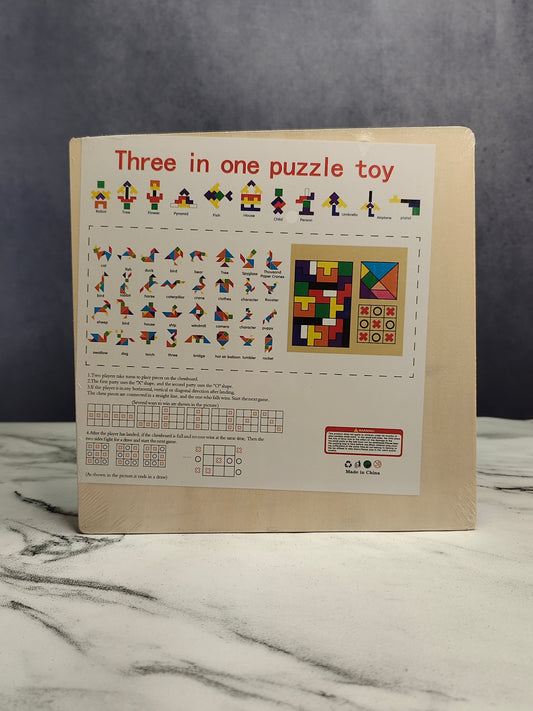 Three in one puzzle toy
Robot Tree Flower Pyramid Fish House Child Person Umbrella Airplane pistol
cat fish duck bird bear Tree Spyglass Thousand Paper Cranes
bird rabbit horse caterpillar crane clothes character Rooster
sheep bird house ship windmill camera character puppy
swallow dog torch three bridge hot air balloon tumbler rocket
1.Two players take turns to place pieces on the chessboard.
2.The first party uses the "X" shape, and the second party uses the "O" shape.
3.If the player is in any horizontal, vertical or diagonal direction after landing,
The chess pieces are connected in a straight line, and the one who falls wins. Start the next game.
(Several ways to win are shown in the picture)
4.After the player has landed, if the chessboard is full and no one wins at the same time, Then the
two sides fight for a draw and start the next game.
(As shown in the picture,it ends in a draw)
WARNING
Made in China